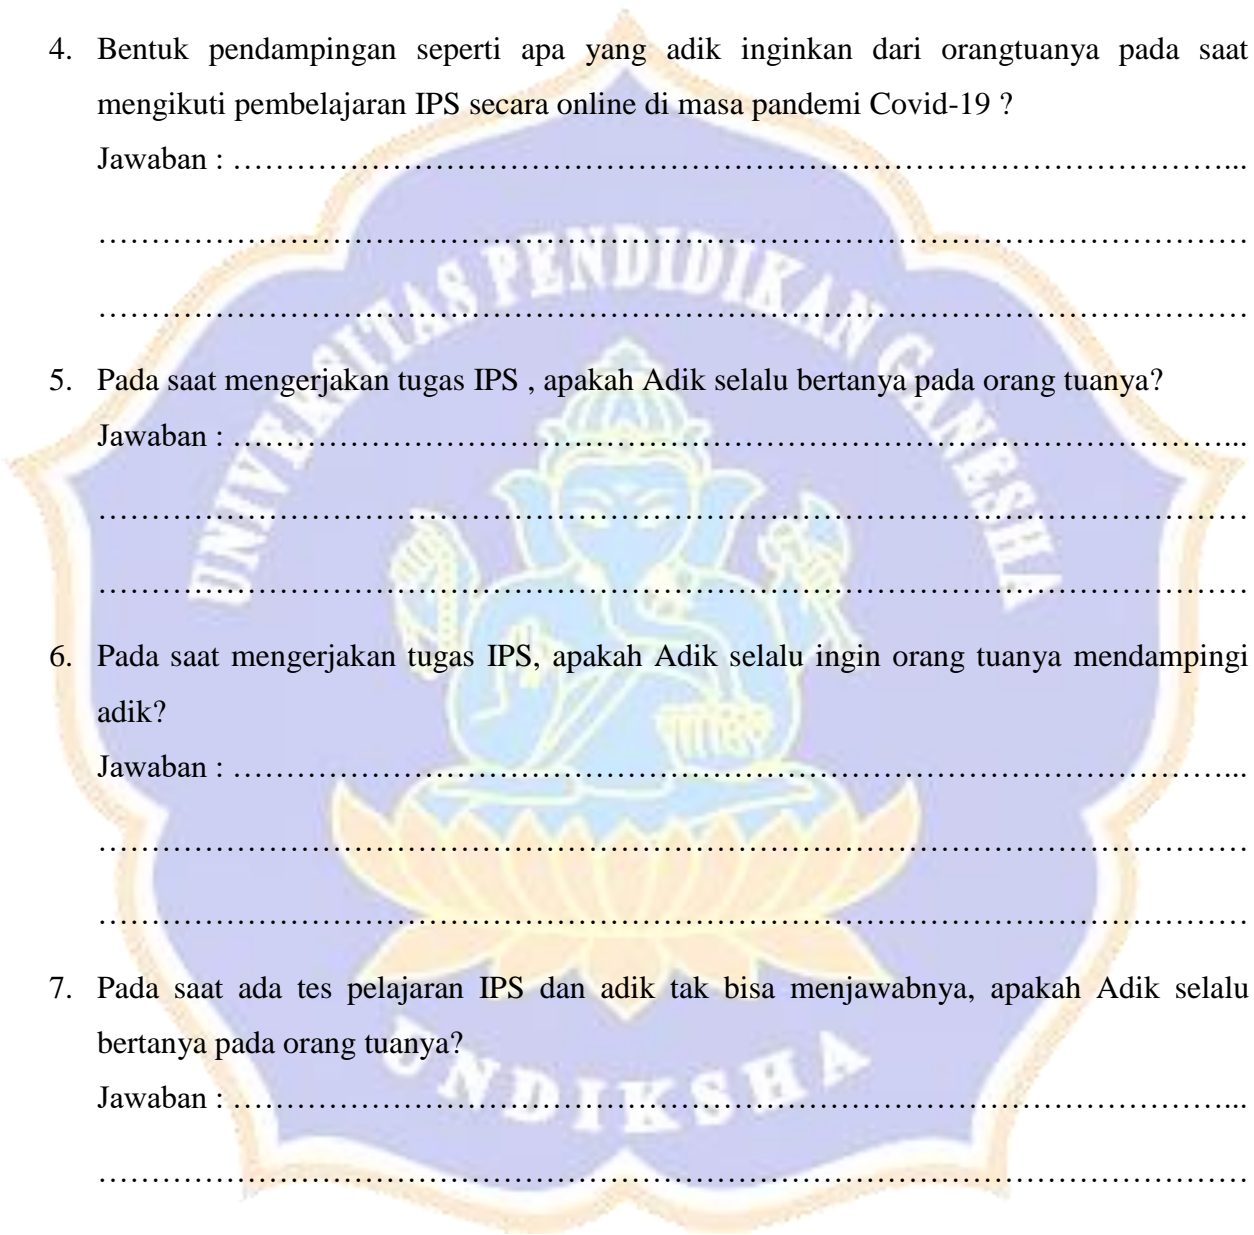 4. Bentuk pendampingan seperti apa yang adik inginkan dari orangtuanya pada saat
mengikuti pembelajaran IPS secara online di masa pandemi Covid-19 ?
Jawaban : ……………………………………………………………………………………...
…………………………………………………………………………………………………
…………………………………………………………………………………………………
5. Pada saat mengerjakan tugas IPS , apakah Adik selalu bertanya pada orang tuanya?
Jawaban : ……………………………………………………………………………………...
…………………………………………………………………………………………………
…………………………………………………………………………………………………
6. Pada saat mengerjakan tugas IPS, apakah Adik selalu ingin orang tuanya mendampingi
adik?
Jawaban : ……………………………………………………………………………………...
…………………………………………………………………………………………………
…………………………………………………………………………………………………
7. Pada saat ada tes pelajaran IPS dan adik tak bisa menjawabnya, apakah Adik selalu
bertanya pada orang tuanya?
Jawaban : ……………………………………………………………………………………...
…………………………………………………………………………………………………
UNIVERSITAS PENDIDIKAN GANESHA
UNDIKSHA